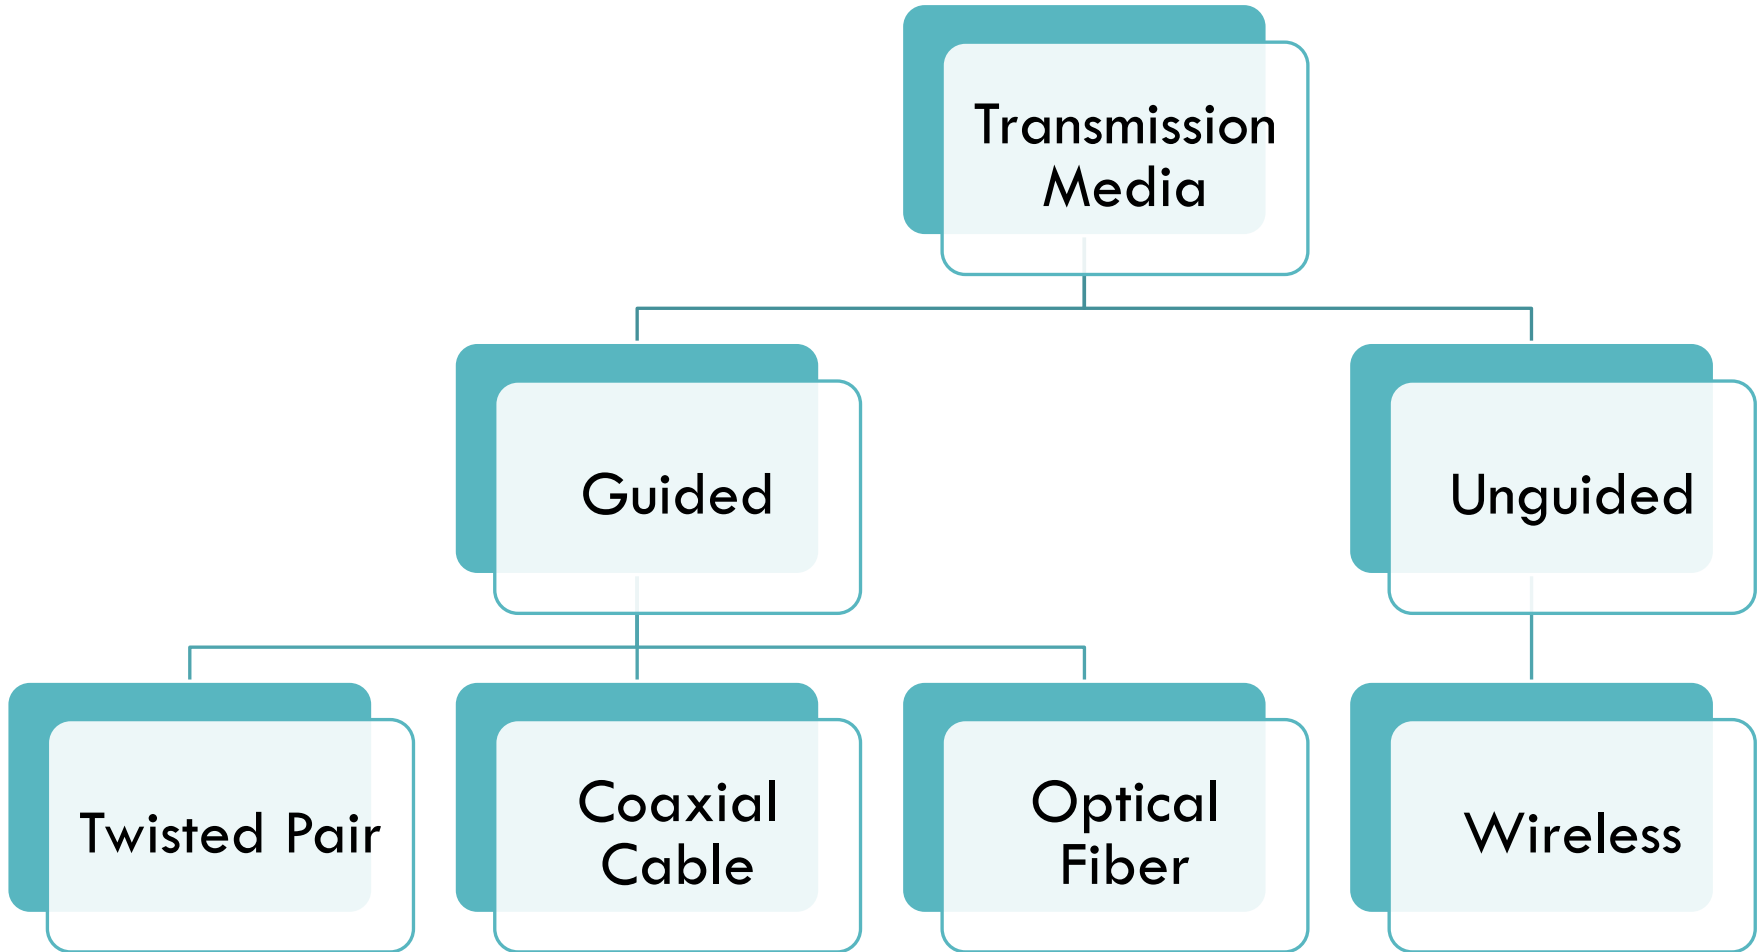 Transmission
Media
Guided
Unguided
Twisted Pair
Coaxial
Cable
Optical
Fiber
Wireless